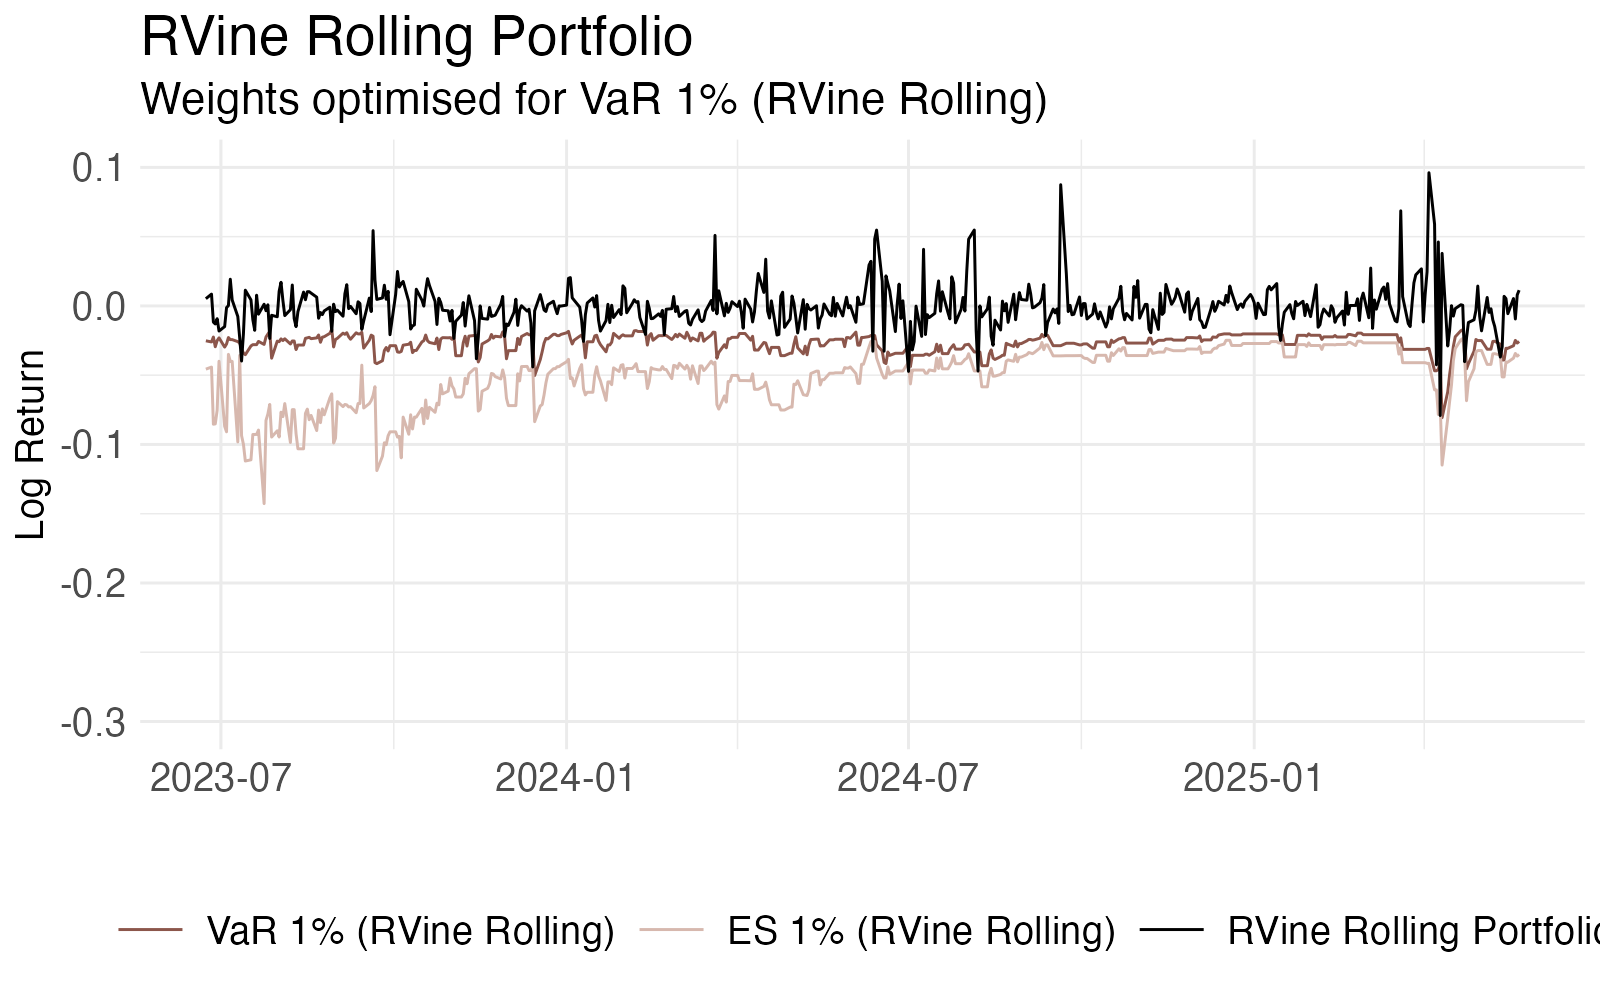 RVine Rolling Portfolio
Weights optimised for VaR 1% (RVine Rolling)
Log Return
0.1
0.0
-0.1
-0.2
-0.3
2023-07 2024-01 2024-07 2025-01
VaR 1% (RVine Rolling) ES 1% (RVine Rolling) RVine Rolling Portfolio